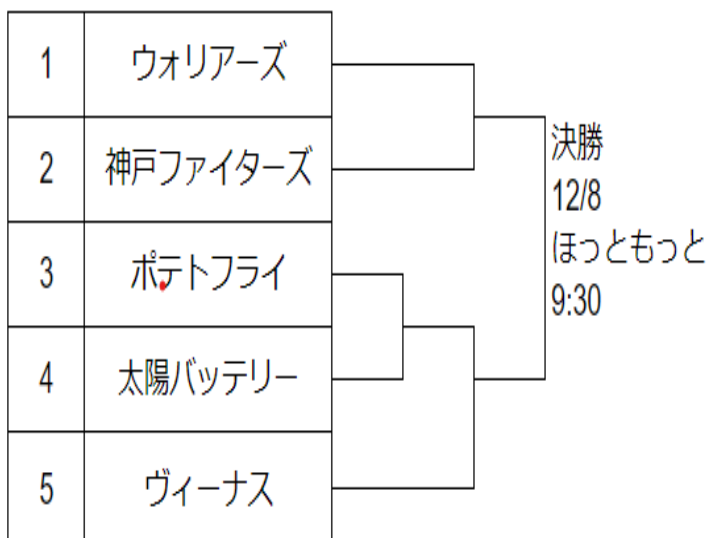 1 ウォリアーズ
2 神戸ファイターズ
3 ポテトフライ
4 太陽バッテリー
5 ヴィーナス
決勝
12/8
ほっともっと
9:30